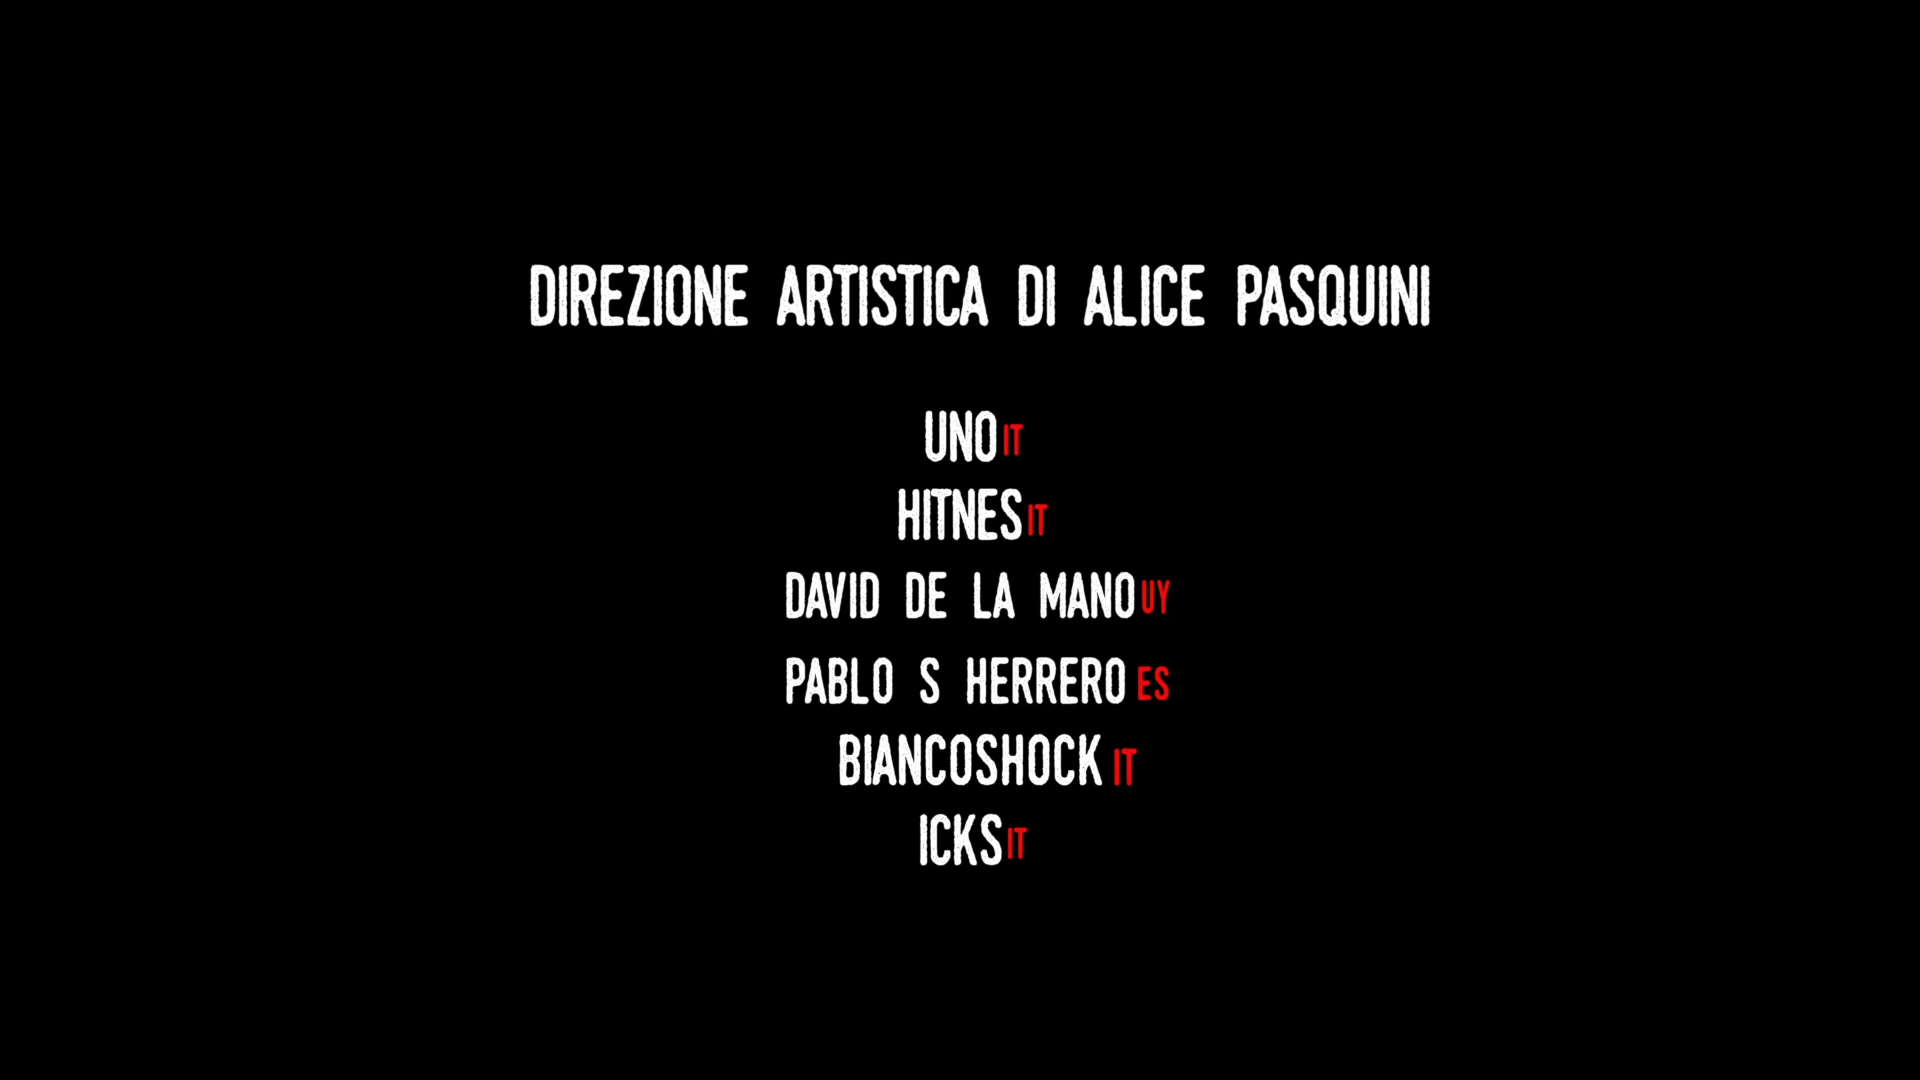 DIREZIONE ARTISTICA DI ALICE PASQUINI
UNO IT
HITNES IT
DAVID DE LA MANO UY
PABLO S HERRERO ES
BIANCOSHOCK IT
ICKS IT